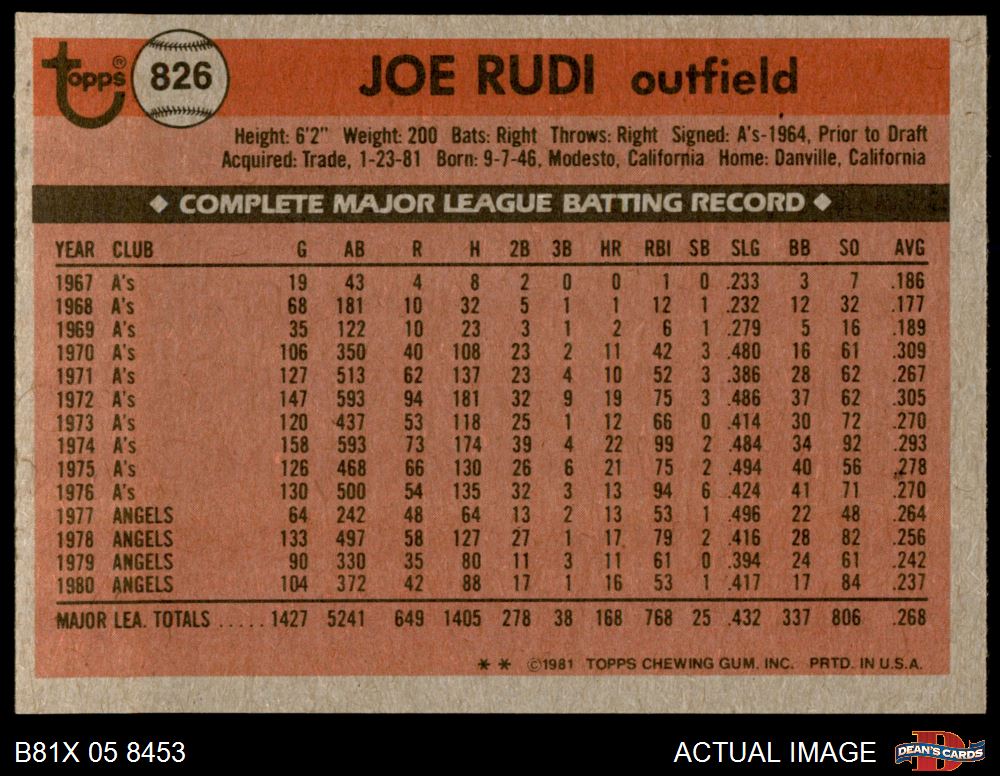 Topps® 826 JOE RUDI outfield
Height: 6'2" Weight: 200 Bats: Right Throws: Right Signed: A's-1964, Prior to Draft
Acquired: Trade, 1-23-81 Born: 9-7-46, Modesto, California Home: Danville, California
◆ COMPLETE MAJOR LEAGUE BATTING RECORD ◆
YEAR CLUB G AB R H 2B 3B HR RBI SB SLG BB SO AVG
1967 A's 19 43 4 8 2 0 0 1 0 .233 3 7 .186
1968 A's 68 181 10 32 5 1 1 12 1 .232 12 32 .177
1969 A's 35 122 10 23 3 1 2 6 1 .279 5 16 .189
1970 A's 106 350 40 108 23 2 11 42 3 .480 16 61 .309
1971 A's 127 513 62 137 23 4 10 52 3 .386 28 62 .267
1972 A's 147 593 94 181 32 9 19 75 3 .486 37 62 .305
1973 A's 120 437 53 118 25 1 12 66 0 .414 30 72 .270
1974 A's 158 593 73 174 39 4 22 99 2 .484 34 92 .293
1975 A's 126 468 66 130 26 6 21 75 2 .494 40 56 .278
1976 A's 130 500 54 135 32 3 13 94 6 .424 41 71 .270
1977 ANGELS 64 242 48 64 13 2 13 53 1 .496 22 48 .264
1978 ANGELS 133 497 58 127 27 1 17 79 2 .416 28 82 .256
1979 ANGELS 90 330 35 80 11 3 11 61 0 .394 24 61 .242
1980 ANGELS 104 372 42 88 17 1 16 53 1 .417 17 84 .237
MAJOR LEA. TOTALS ..... 1427 5241 649 1405 278 38 168 768 25 .432 337 806 .268
* * ©1981 TOPPS CHEWING GUM. INC. PRTD. IN U.S.A.
B81X 05 8453 ACTUAL IMAGE DEAN'S CARDS